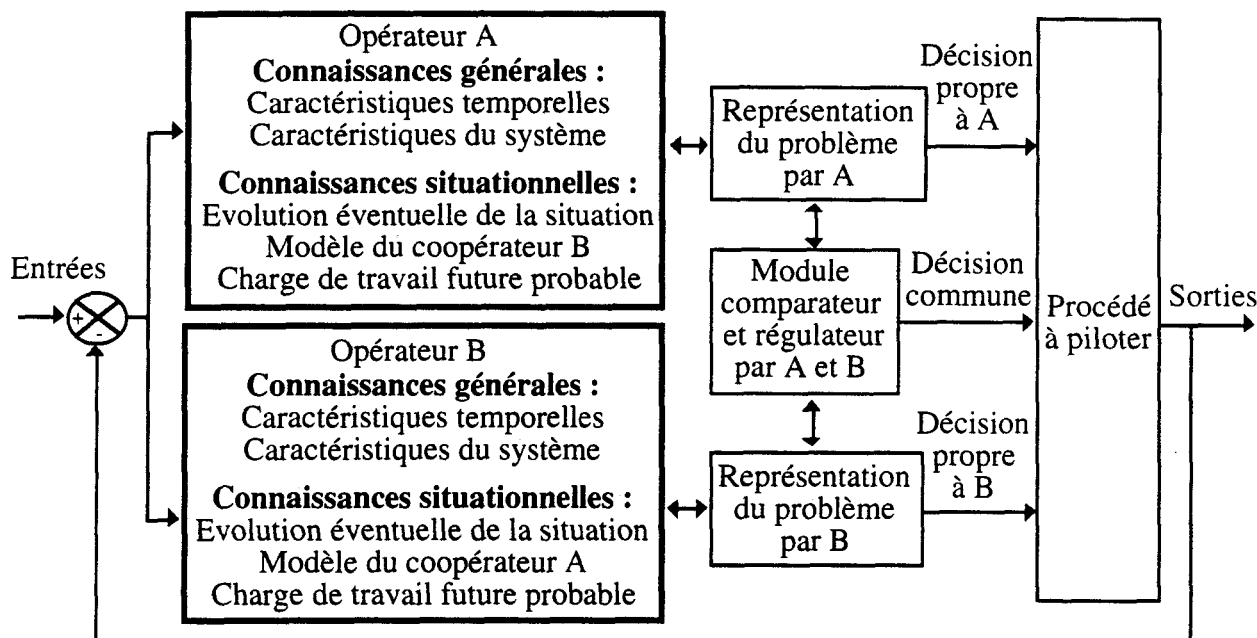 Entrées
+
-
Opérateur A
Connaissances générales :
Caractéristiques temporelles
Caractéristiques du système
Connaissances situationnelles :
Evolution éventuelle de la situation
Modèle du coopérateur B
Charge de travail future probable
Opérateur B
Connaissances générales :
Caractéristiques temporelles
Caractéristiques du système
Connaissances situationnelles :
Evolution éventuelle de la situation
Modèle du coopérateur A
Charge de travail future probable
Représentation
du problème
par A
Module
comparateur
et régulateur
par A et B
Représentation
du problème
par B
Décision
propre
à A
Décision
commune
Décision
propre
à B
Procédé
à piloter
Sorties